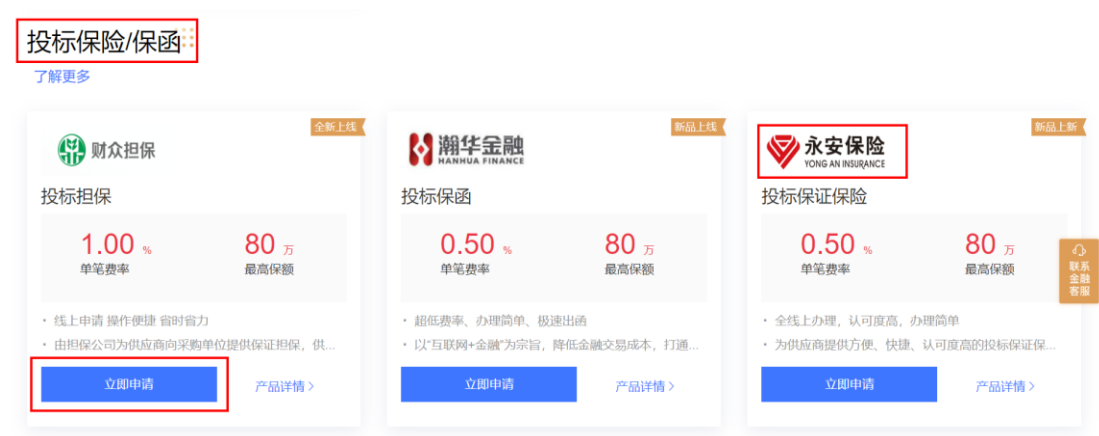 投标保险/保函
了解更多
全新上线
财众担保
投标担保
1.00 %
80 万
单笔费率
最高保额
· 线上申请 操作便捷 省时省力
· 由担保公司为供应商向采购单位提供保证担保，供...
立即申请
产品详情 >
新品上线
瀚华金融
HANHUA FINANCE
投标保函
0.50 %
80 万
单笔费率
最高保额
· 超低费率、办理简单、极速出函
· 以“互联网+金融”为宗旨，降低金融交易成本，打通...
立即申请
产品详情 >
新品上新
永安保险
YONG AN INSURANCE
投标保证保险
0.50 %
80 万
单笔费率
最高保额
· 全线上办理，认可度高，办理简单
· 为供应商提供方便、快捷、认可度高的投标保证保...
立即申请
产品详情 >
联系
金融
客服